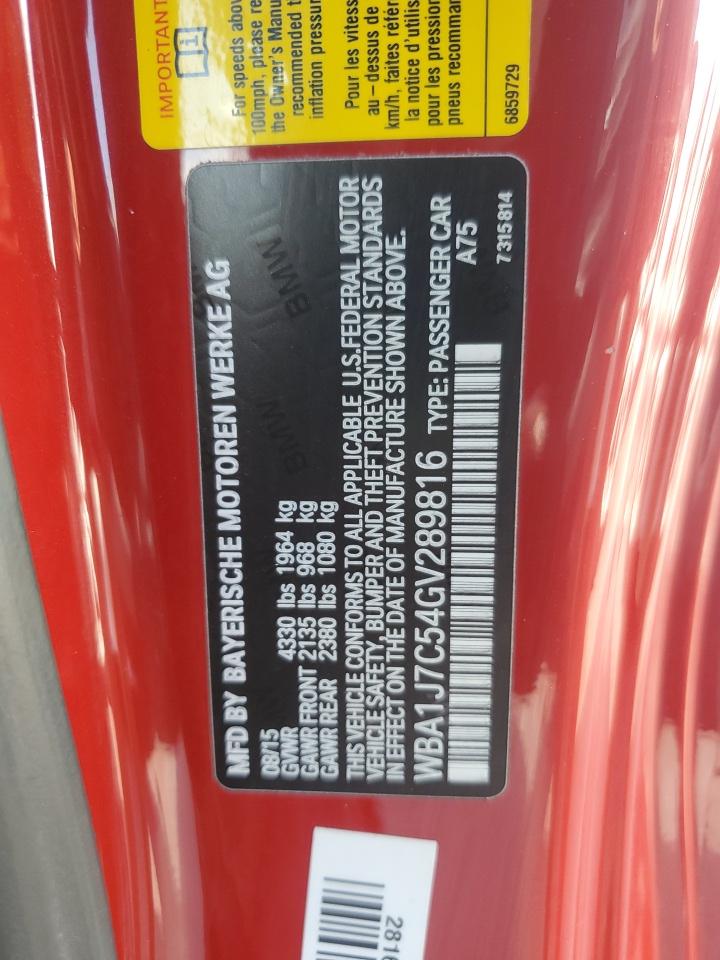 IMPORTANT
For speeds above
100mph, please re
the Owner's Manu
recommended t
inflation pressur
Pour les vitess
au - dessus de
km/h, faites référ
la notice d'utilis
pour les pression
pneus recomman
6859729
MFD BY BAYERISCHE MOTOREN WERKE AG
08/15
GVWR 4330 lbs 1964 kg
GAWR FRONT 2135 lbs 968 kg
GAWR REAR 2380 lbs 1080 kg
THIS VEHICLE CONFORMS TO ALL APPLICABLE U.S.FEDERAL MOTOR
VEHICLE SAFETY, BUMPER AND THEFT PREVENTION STANDARDS
IN EFFECT ON THE DATE OF MANUFACTURE SHOWN ABOVE.
WBA1J7C54GV289816 TYPE: PASSENGER CAR
A75
7315814
BMW
BMW
281